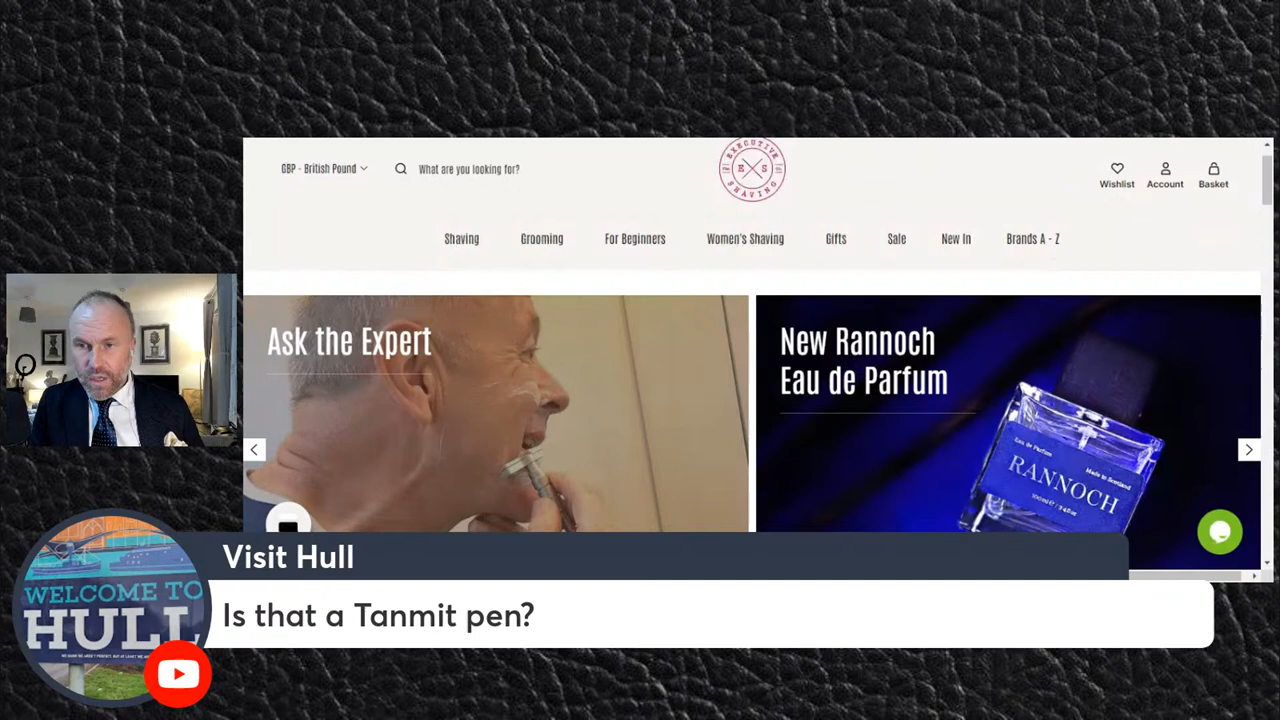 GBP - British Pound
What are you looking for?
EXECUTIVE
E S
SHAVING
Wishlist
Account
Basket
Shaving
Grooming
For Beginners
Women's Shaving
Gifts
Sale
New In
Brands A - Z
Ask the Expert
New Rannoch
Eau de Parfum
Eau de Parfum
Made in Scotland
RANNOCH
Visit Hull
Is that a Tanmit pen?
WELCOME TO
HULL